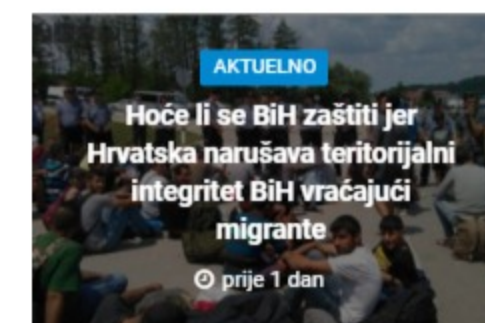 AKTUELNO
Hoće li se BiH zaštiti jer
Hrvatska narušava teritorijalni
integritet BiH vraćajući
migrante
prije 1 dan